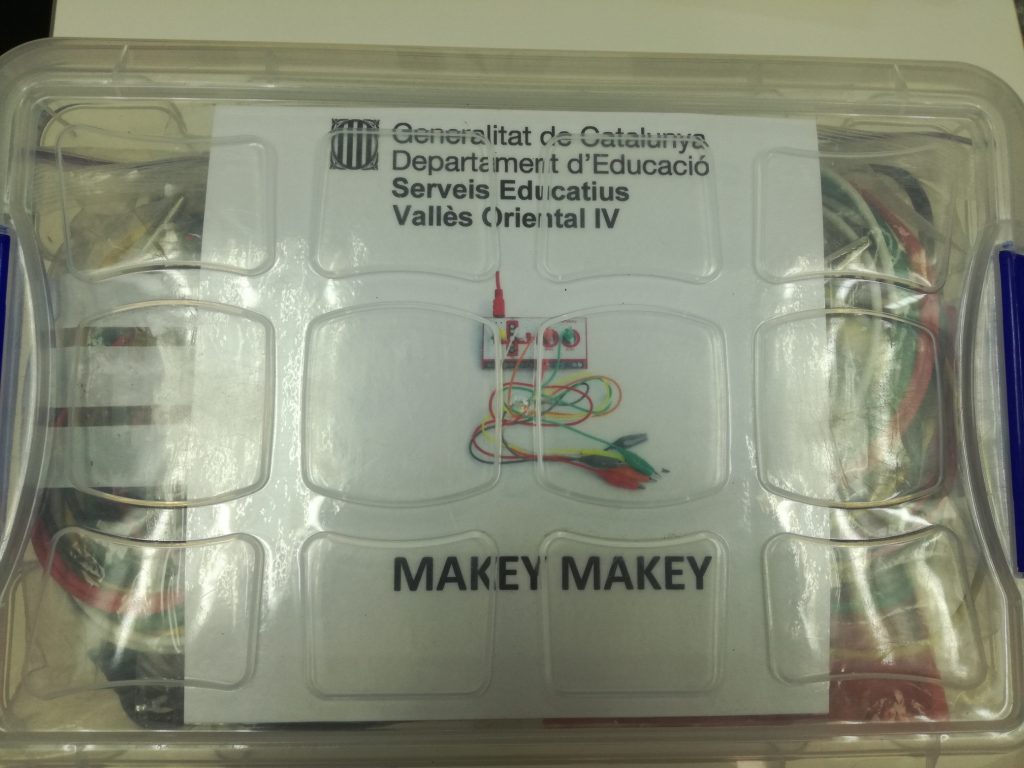 Generalitat de Catalunya
Departament d'Educació
Serveis Educatius
Vallès Oriental IV
MAKEY MAKEY